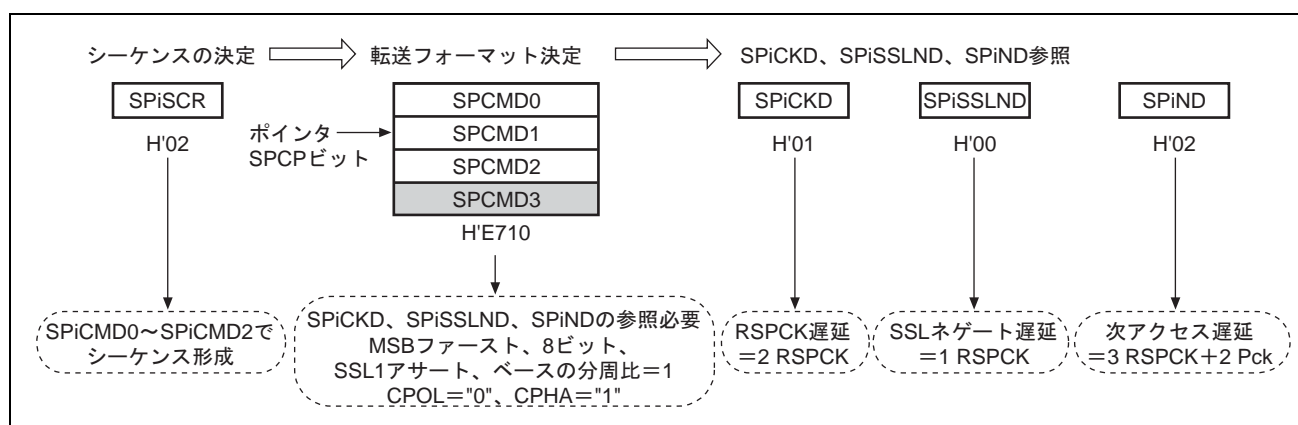 シーケンスの決定
転送フォーマット決定
SPiCKD、SPiSSLND、SPiND参照
SPiSCR
H'02
ポインタ
SPCPビット
SPCMD0
SPCMD1
SPCMD2
SPCMD3
H'E710
SPiCKD
H'01
SPiSSLND
H'00
SPiND
H'02
SPiCMD0〜SPiCMD2で
シーケンス形成
SPiCKD、SPiSSLND、SPiNDの参照必要
MSBファースト、8ビット、
SSL1アサート、ベースの分周比=1
CPOL="0"、CPHA="1"
RSPCK遅延
=2 RSPCK
SSLネゲート遅延
=1 RSPCK
次アクセス遅延
=3 RSPCK+2 Pck